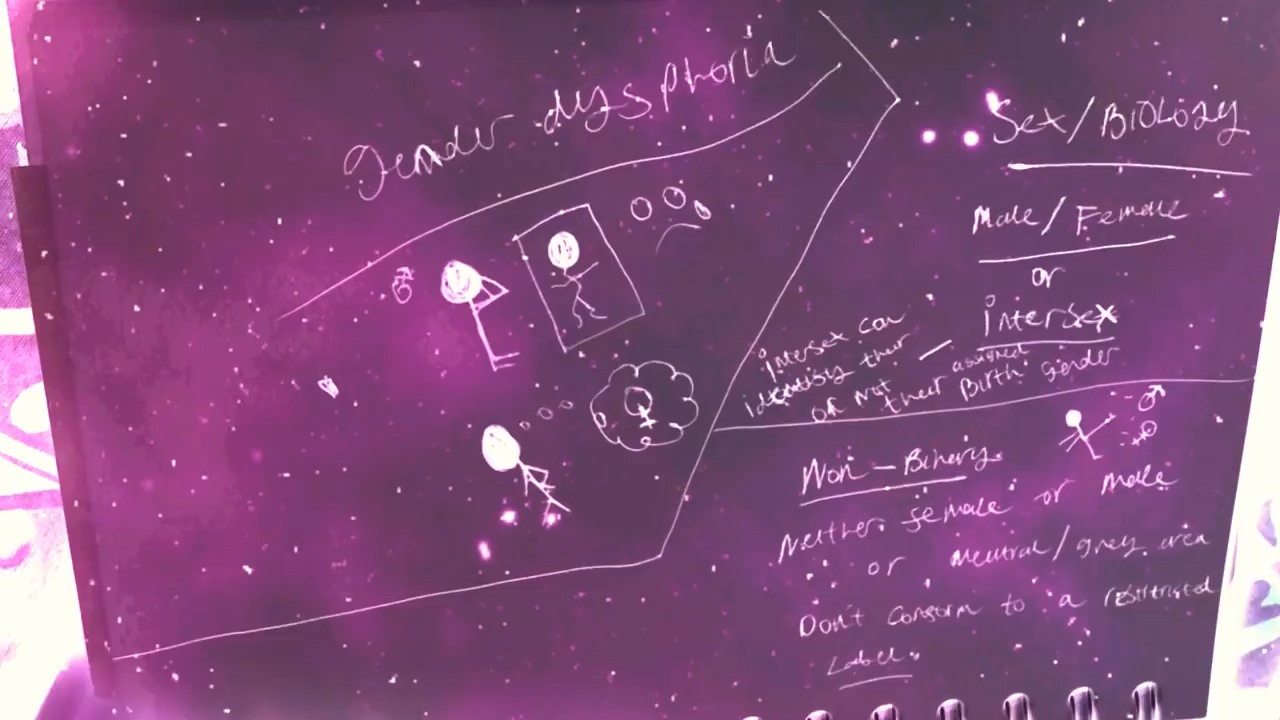 Gender dysphoria
Sex/Biology
Male/Female
or
intersex
intersex can
identify their
or not
their assigned Birth gender
Non-Binary
Neither female or male
or neutral/grey area
Don't conform to a restricted
Label.